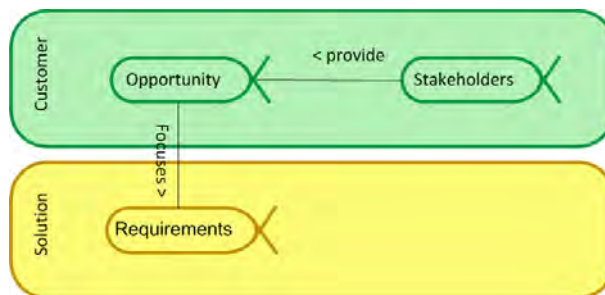 Customer
Opportunity
< provide
Stakeholders
Focuses >
Solution
Requirements